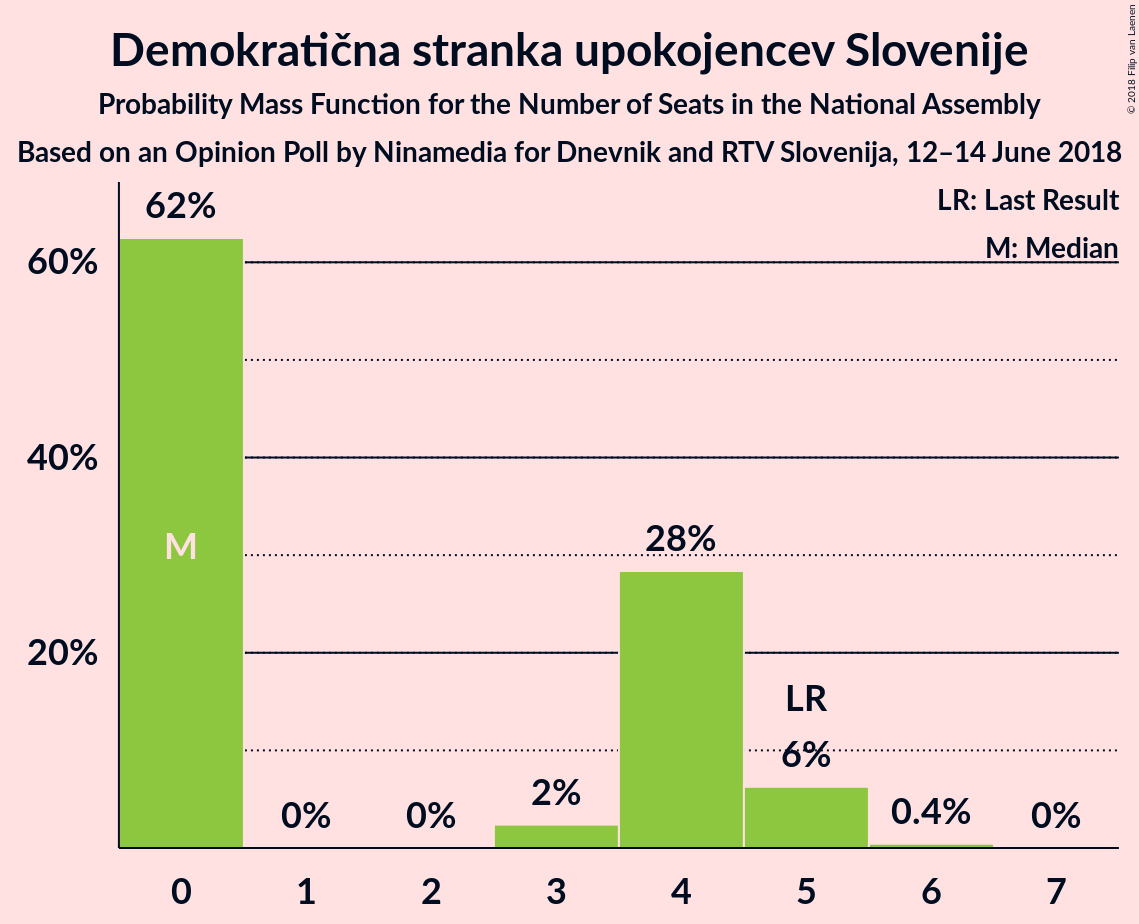 Demokratična stranka upokojencev Slovenije
Probability Mass Function for the Number of Seats in the National Assembly
Based on an Opinion Poll by Ninamedia for Dnevnik and RTV Slovenija, 12–14 June 2018
© 2018 Filip van Laenen
LR: Last Result
M: Median
62%
60%
40%
M
28%
20%
LR
6%
2%
0%
0%
0.4%
0%
0 1 2 3 4 5 6 7